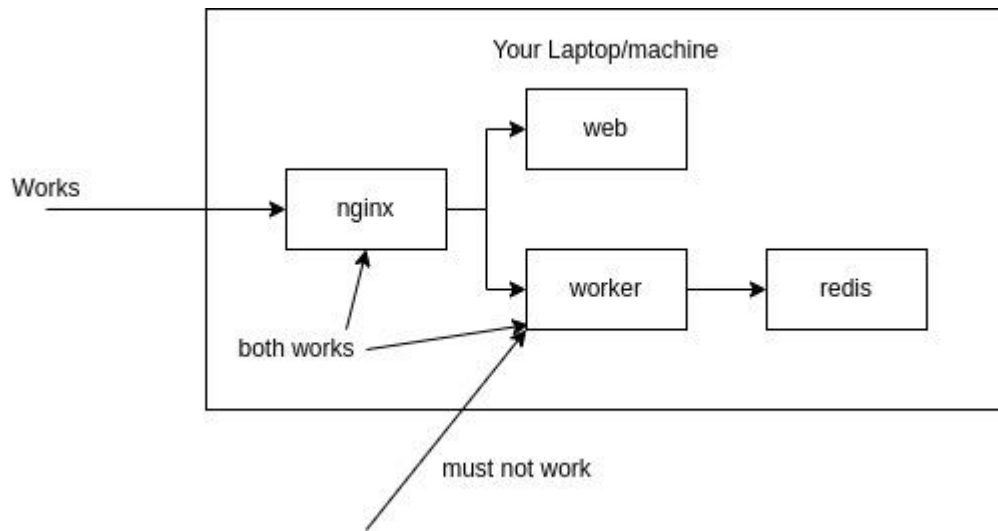 Your Laptop/machine
web
Works
nginx
worker
redis
both works
must not work